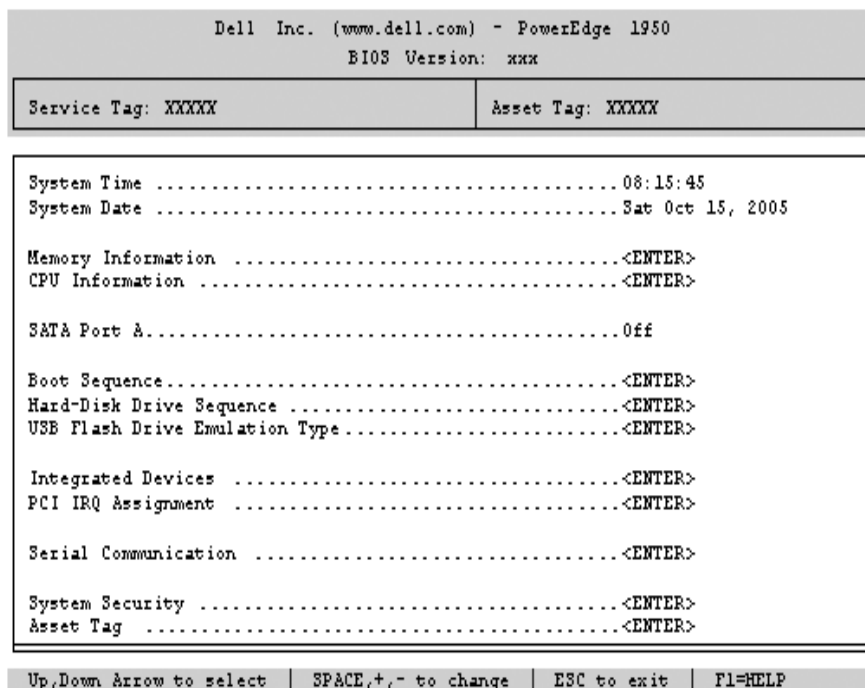 Dell Inc. (www.dell.com) - PowerEdge 1950
BIOS Version: xxx
Service Tag: XXXXX Asset Tag: XXXXX
System Time ........................................08:15:45
System Date ........................................Sat Oct 15, 2005
Memory Information ..................................<ENTER>
CPU Information .....................................<ENTER>
SATA Port A.........................................Off
Boot Sequence.......................................<ENTER>
Hard-Disk Drive Sequence .............................<ENTER>
USB Flash Drive Emulation Type........................<ENTER>
Integrated Devices ..................................<ENTER>
PCI IRQ Assignment ..................................<ENTER>
Serial Communication ................................<ENTER>
System Security .....................................<ENTER>
Asset Tag ..........................................<ENTER>
Up,Down Arrow to select | SPACE,+,- to change | ESC to exit | F1=HELP